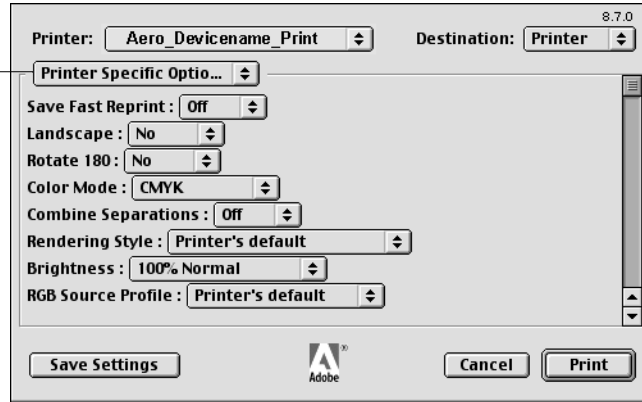 8.7.0
Printer: Aero_Devicename_Print Destination: Printer
Printer Specific Optio...
Save Fast Reprint : Off
Landscape : No
Rotate 180 : No
Color Mode : CMYK
Combine Separations : Off
Rendering Style : Printer's default
Brightness : 100% Normal
RGB Source Profile : Printer's default
Save Settings Adobe® Cancel Print